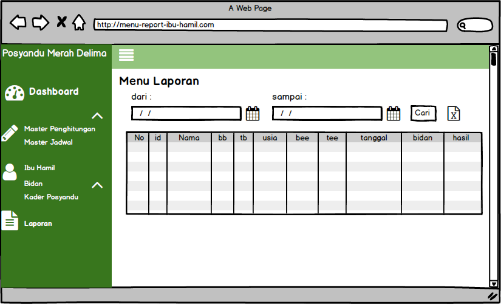 A Web Page
http://menu-report-ibu-hamil.com
Posyandu Merah Delima
Dashboard
Master Penghitungan
Master Jadwal
Ibu Hamil
Bidan
Kader Posyandu
Laporan
Menu Laporan
dari : sampai :
/ / / / Cari X
No id Nama bb tb usia bee tee tanggal bidan hasil